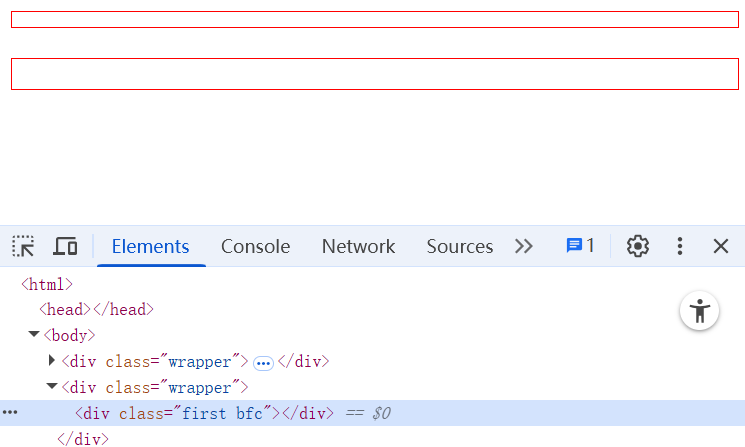 Elements Console Network Sources 1
<html>
<head></head>
<body>
<div class="wrapper"> ••• </div>
<div class="wrapper">
••• <div class="first bfc"></div> == $0
</div>